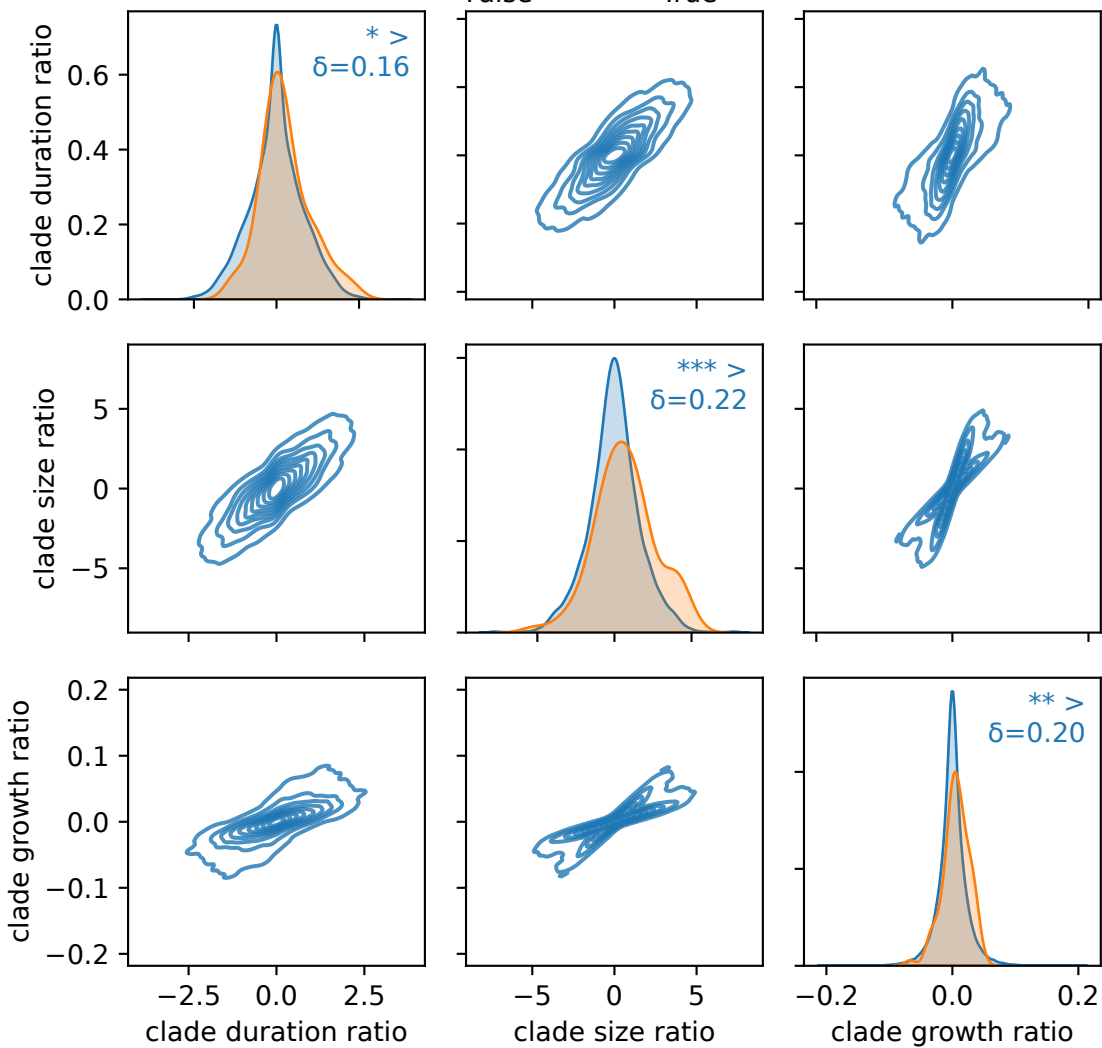 False True
clade duration ratio
0.6
0.4
0.2
0.0
* >
δ=0.16
clade size ratio
5
0
−5
*** >
δ=0.22
clade growth ratio
0.2
0.1
0.0
−0.1
−0.2
** >
δ=0.20
−2.5 0.0 2.5
−5 0 5
−0.2 0.0 0.2
clade duration ratio
clade size ratio
clade growth ratio